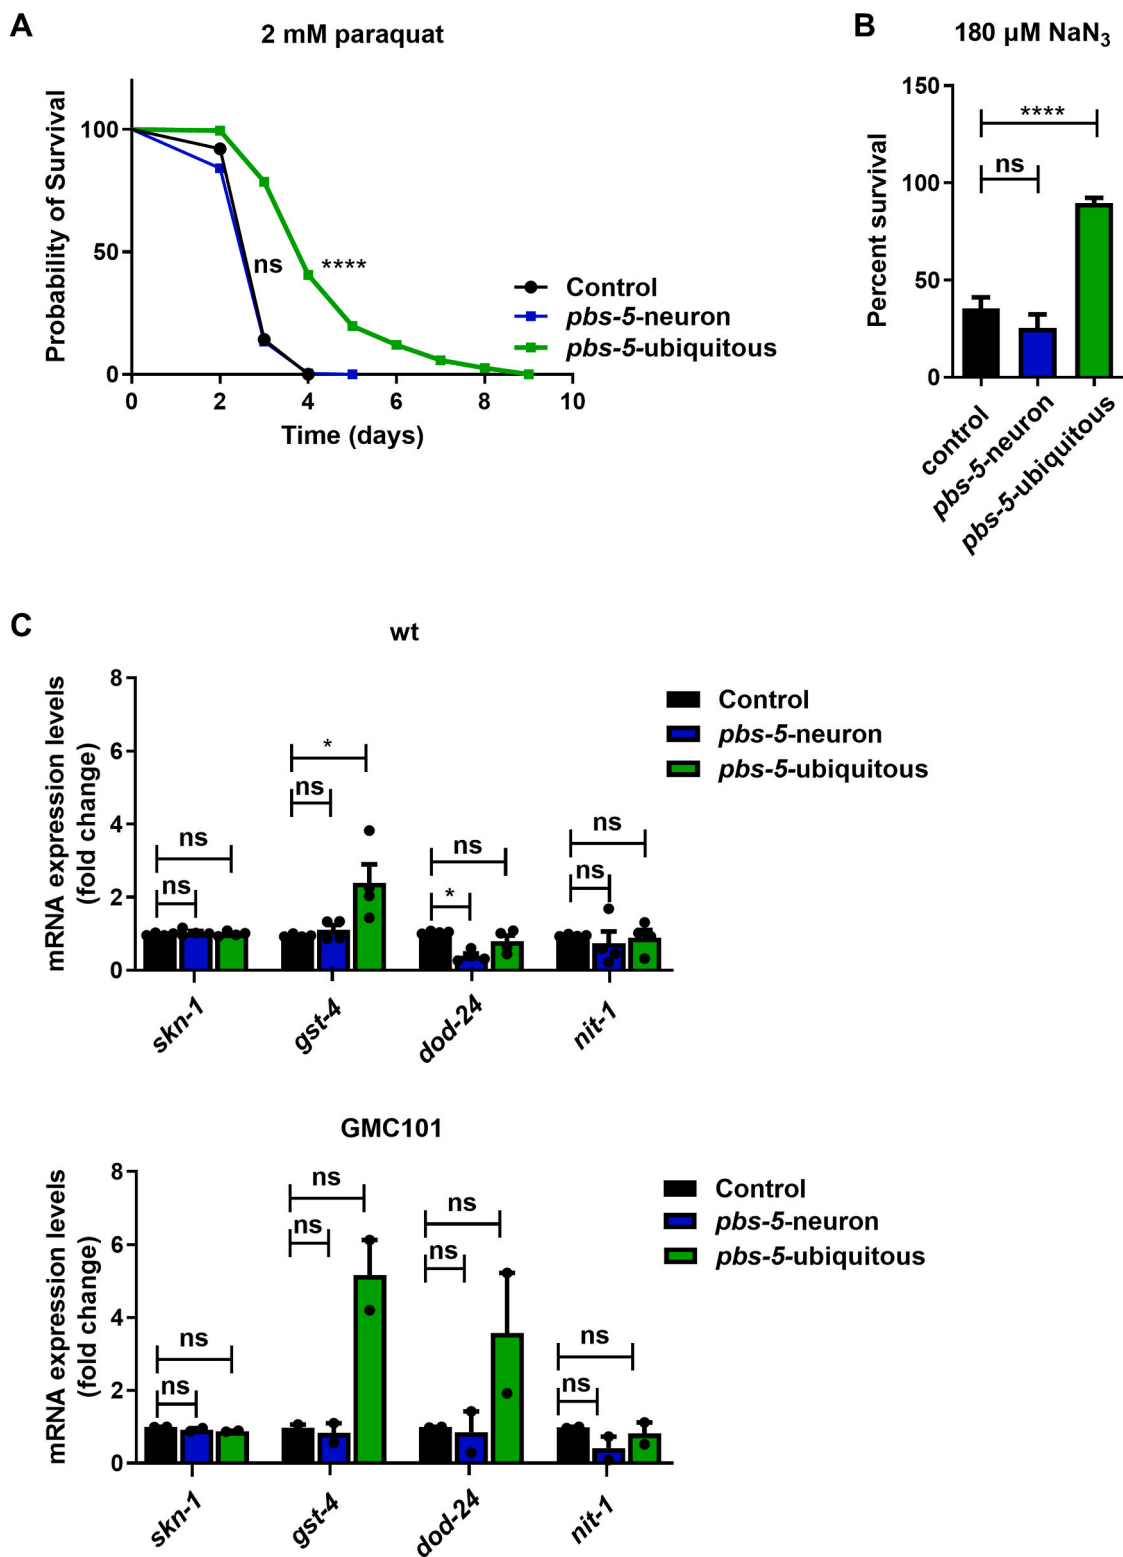 A
2 mM paraquat
Probability of Survival
100
50
0
0 2 4 6 8 10
Time (days)
ns
****
Control
pbs-5-neuron
pbs-5-ubiquitous
B
180 µM NaN₃
Percent survival
150
100
50
0
****
ns
control
pbs-5-neuron
pbs-5-ubiquitous
C
wt
mRNA expression levels
(fold change)
8
6
4
2
0
ns
ns
*
ns
ns
*
ns
ns
skn-1
gst-4
dod-24
nit-1
Control
pbs-5-neuron
pbs-5-ubiquitous
GMC101
mRNA expression levels
(fold change)
8
6
4
2
0
ns
ns
ns
ns
ns
ns
ns
ns
skn-1
gst-4
dod-24
nit-1
Control
pbs-5-neuron
pbs-5-ubiquitous